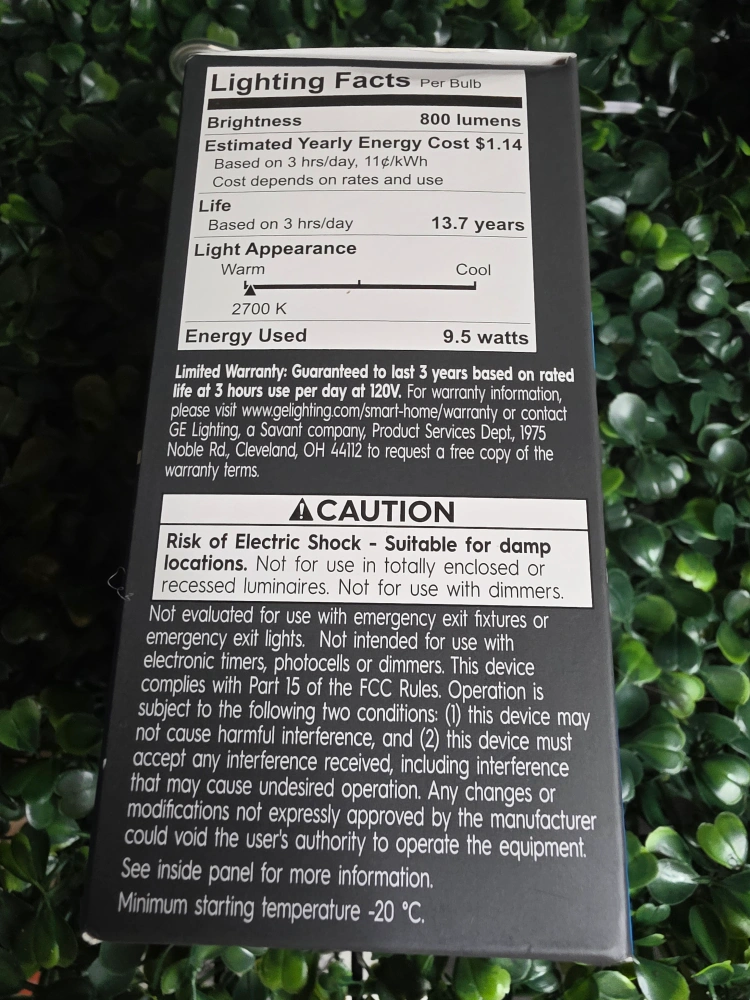 Lighting Facts Per Bulb
Brightness 800 lumens
Estimated Yearly Energy Cost $1.14
Based on 3 hrs/day, 11¢/kWh
Cost depends on rates and use
Life
Based on 3 hrs/day 13.7 years
Light Appearance
Warm Cool
2700 K
Energy Used 9.5 watts
Limited Warranty: Guaranteed to last 3 years based on rated
life at 3 hours use per day at 120V. For warranty information,
please visit www.gelighting.com/smart-home/warranty or contact
GE Lighting, a Savant company, Product Services Dept., 1975
Noble Rd., Cleveland, OH 44112 to request a free copy of the
warranty terms.
⚠CAUTION
Risk of Electric Shock - Suitable for damp
locations. Not for use in totally enclosed or
recessed luminaires. Not for use with dimmers.
Not evaluated for use with emergency exit fixtures or
emergency exit lights. Not intended for use with
electronic timers, photocells or dimmers. This device
complies with Part 15 of the FCC Rules. Operation is
subject to the following two conditions: (1) this device may
not cause harmful interference, and (2) this device must
accept any interference received, including interference
that may cause undesired operation. Any changes or
modifications not expressly approved by the manufacturer
could void the user's authority to operate the equipment.
See inside panel for more information.
Minimum starting temperature -20 °C.